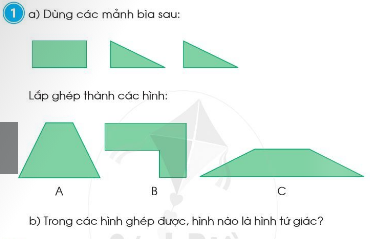 1 a) Dùng các mảnh bìa sau:
Lắp ghép thành các hình:
A B C
b) Trong các hình ghép được, hình nào là hình tứ giác?